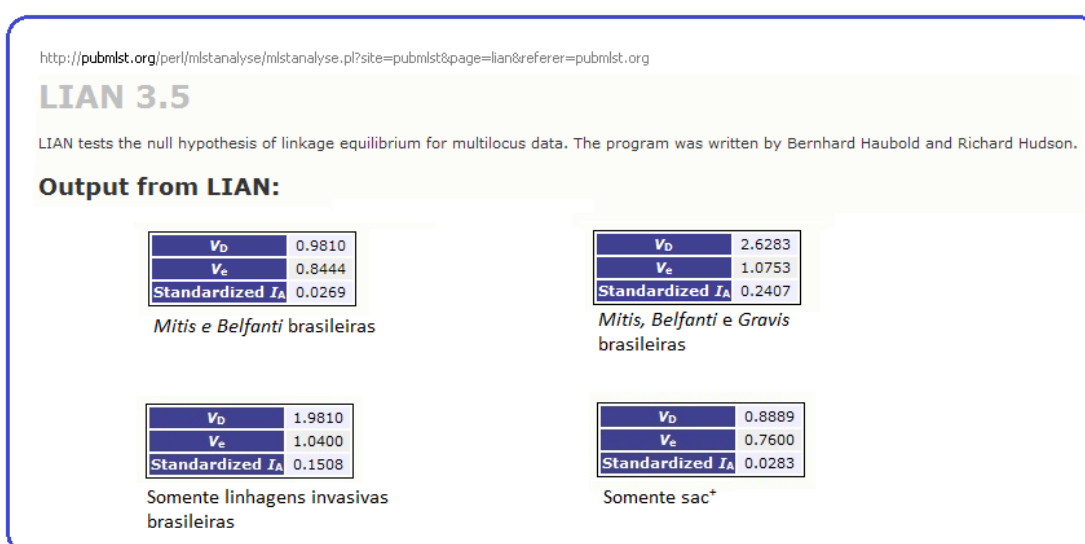 http://pubmlst.org/perl/mlstanalyse/mlstanalyse.pl?site=pubmlst&page=lian&referer=pubmlst.org
LIAN 3.5
LIAN tests the null hypothesis of linkage equilibrium for multilocus data. The program was written by Bernhard Haubold and Richard Hudson.
Output from LIAN:
VD 0.9810
Ve 0.8444
Standardized IA 0.0269
Mitis e Belfanti brasileiras
VD 2.6283
Ve 1.0753
Standardized IA 0.2407
Mitis, Belfanti e Gravis
brasileiras
VD 1.9810
Ve 1.0400
Standardized IA 0.1508
Somente linhagens invasivas
brasileiras
VD 0.8889
Ve 0.7600
Standardized IA 0.0283
Somente sac⁺